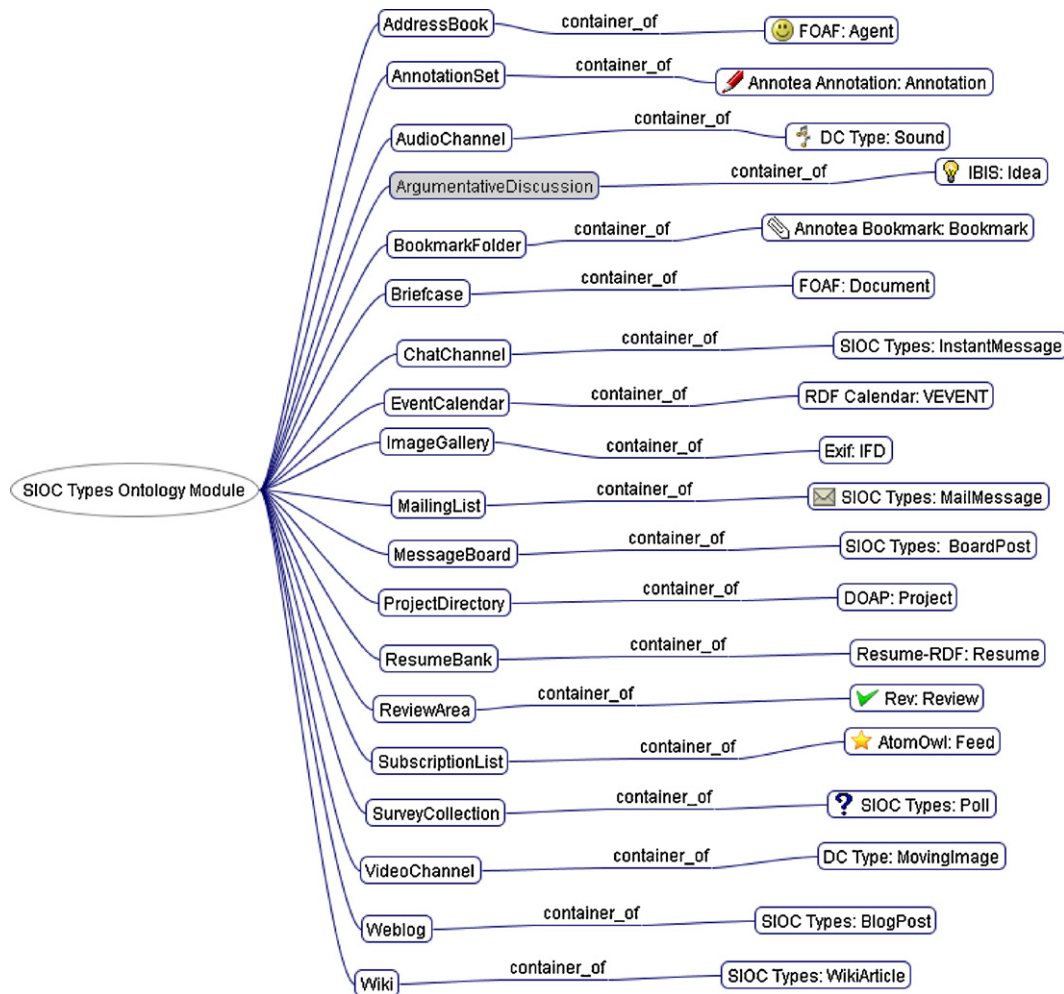 AddressBook container_of FOAF: Agent
AnnotationSet container_of Annotea Annotation: Annotation
AudioChannel container_of DC Type: Sound
ArgumentativeDiscussion container_of IBIS: Idea
BookmarkFolder container_of Annotea Bookmark: Bookmark
Briefcase container_of FOAF: Document
ChatChannel container_of SIOC Types: InstantMessage
EventCalendar container_of RDF Calendar: VEVENT
ImageGallery container_of Exif: IFD
SIOC Types Ontology Module
MailingList container_of SIOC Types: MailMessage
MessageBoard container_of SIOC Types: BoardPost
ProjectDirectory container_of DOAP: Project
ResumeBank container_of Resume-RDF: Resume
ReviewArea container_of Rev: Review
SubscriptionList container_of AtomOwl: Feed
SurveyCollection container_of SIOC Types: Poll
VideoChannel container_of DC Type: MovingImage
Weblog container_of SIOC Types: BlogPost
Wiki container_of SIOC Types: WikiArticle